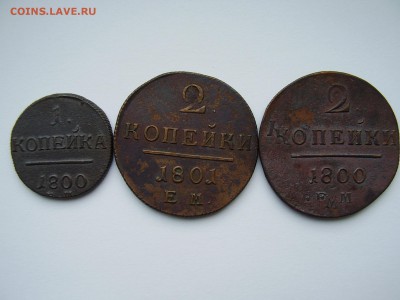 COINS.LAVE.RU
1
КОПЕЙКА
1800
2
КОПЕЙКИ
1801
Е М
2
КОПЕЙКИ
1800